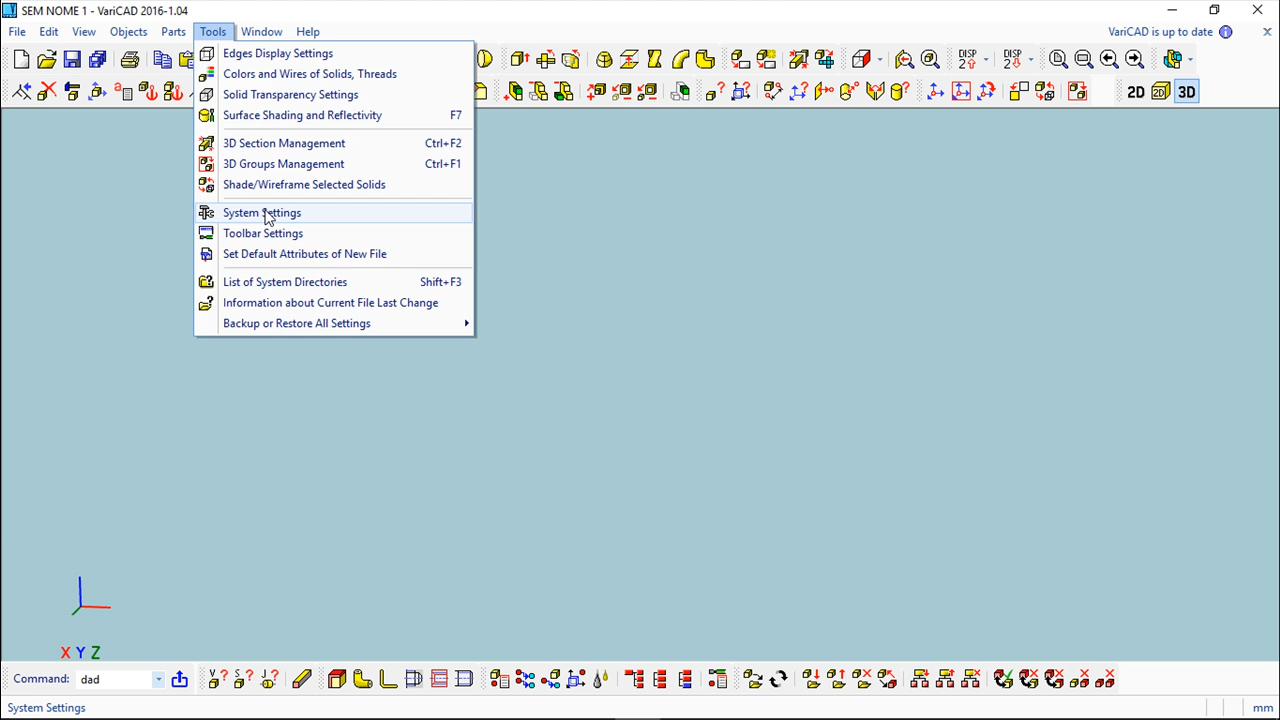 SEM NOME 1 - VariCAD 2016-1.04
File Edit View Objects Parts Tools Window Help VariCAD is up to date
Edges Display Settings
Colors and Wires of Solids, Threads
Solid Transparency Settings
Surface Shading and Reflectivity F7
3D Section Management Ctrl+F2
3D Groups Management Ctrl+F1
Shade/Wireframe Selected Solids
System Settings
Toolbar Settings
Set Default Attributes of New File
List of System Directories Shift+F3
Information about Current File Last Change
Backup or Restore All Settings
DISP 2 DISP 2
2D 3D
X Y Z
Command: dad
System Settings mm